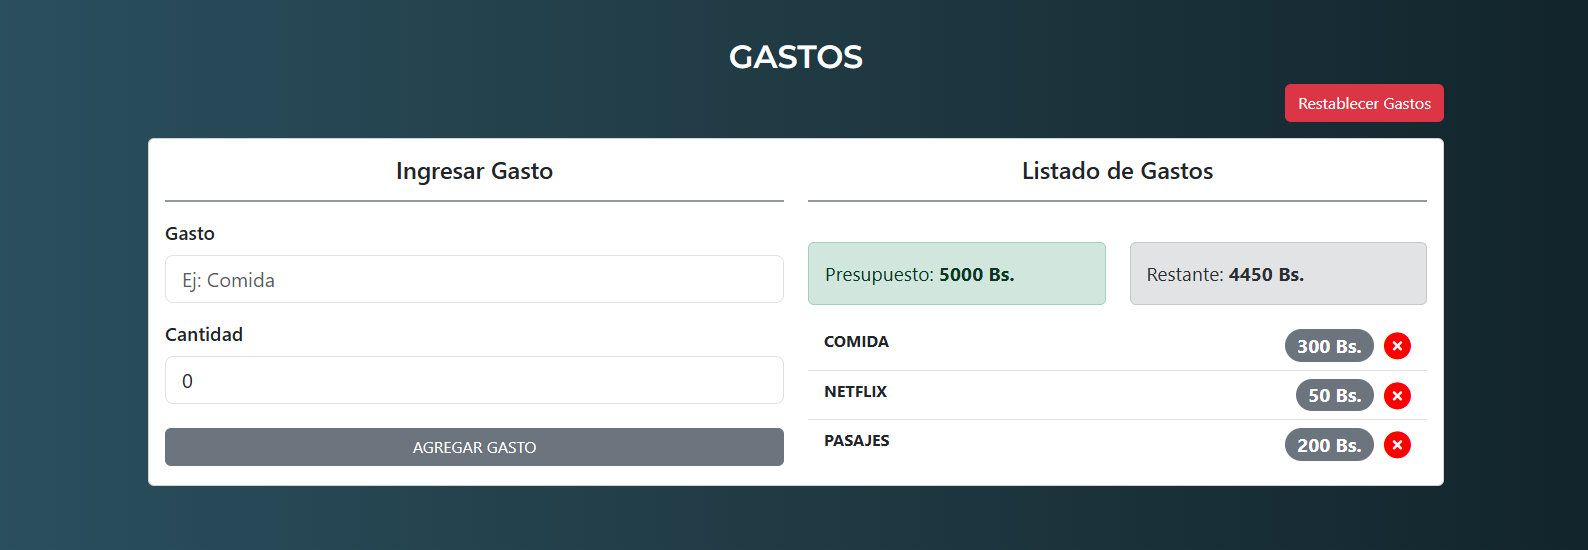 GASTOS
Restablecer Gastos
Ingresar Gasto
Gasto
Ej: Comida
Cantidad
0
AGREGAR GASTO
Listado de Gastos
Presupuesto: 5000 Bs.
Restante: 4450 Bs.
COMIDA 300 Bs.
NETFLIX 50 Bs.
PASAJES 200 Bs.